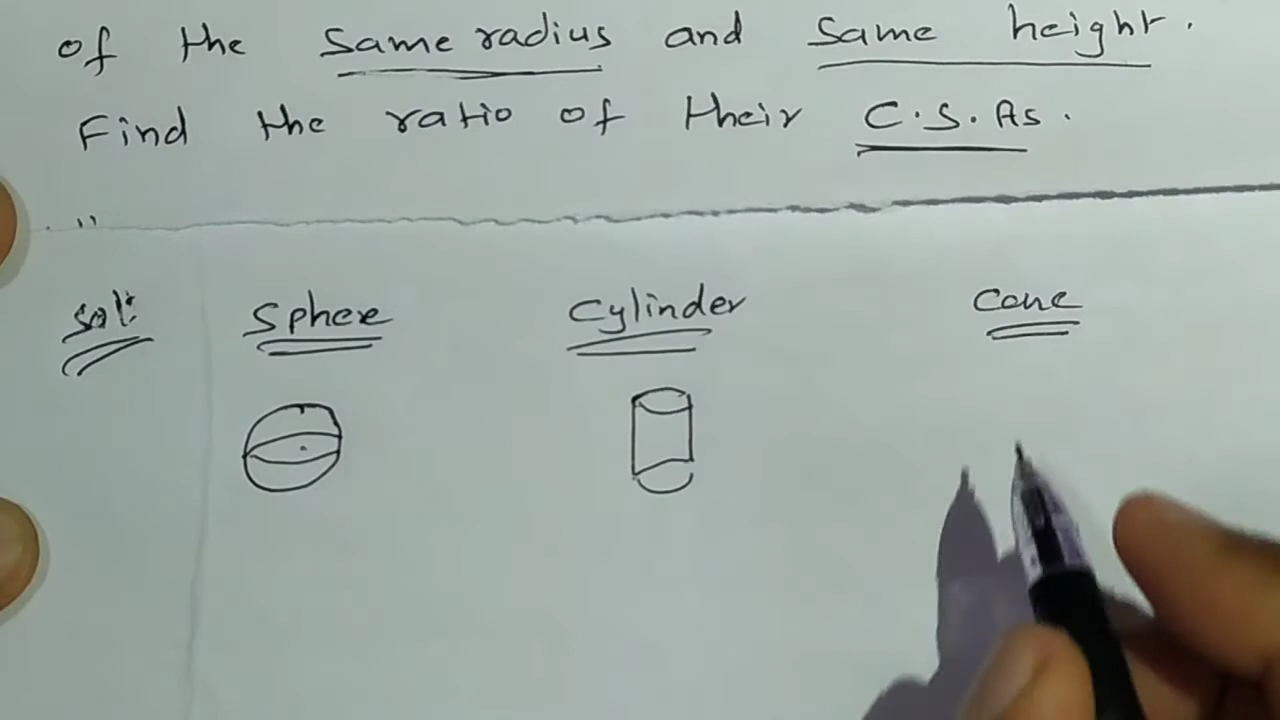 of the same radius and same height.
Find the ratio of their C.S.As.
Sol:
Sphere Cylinder Cone